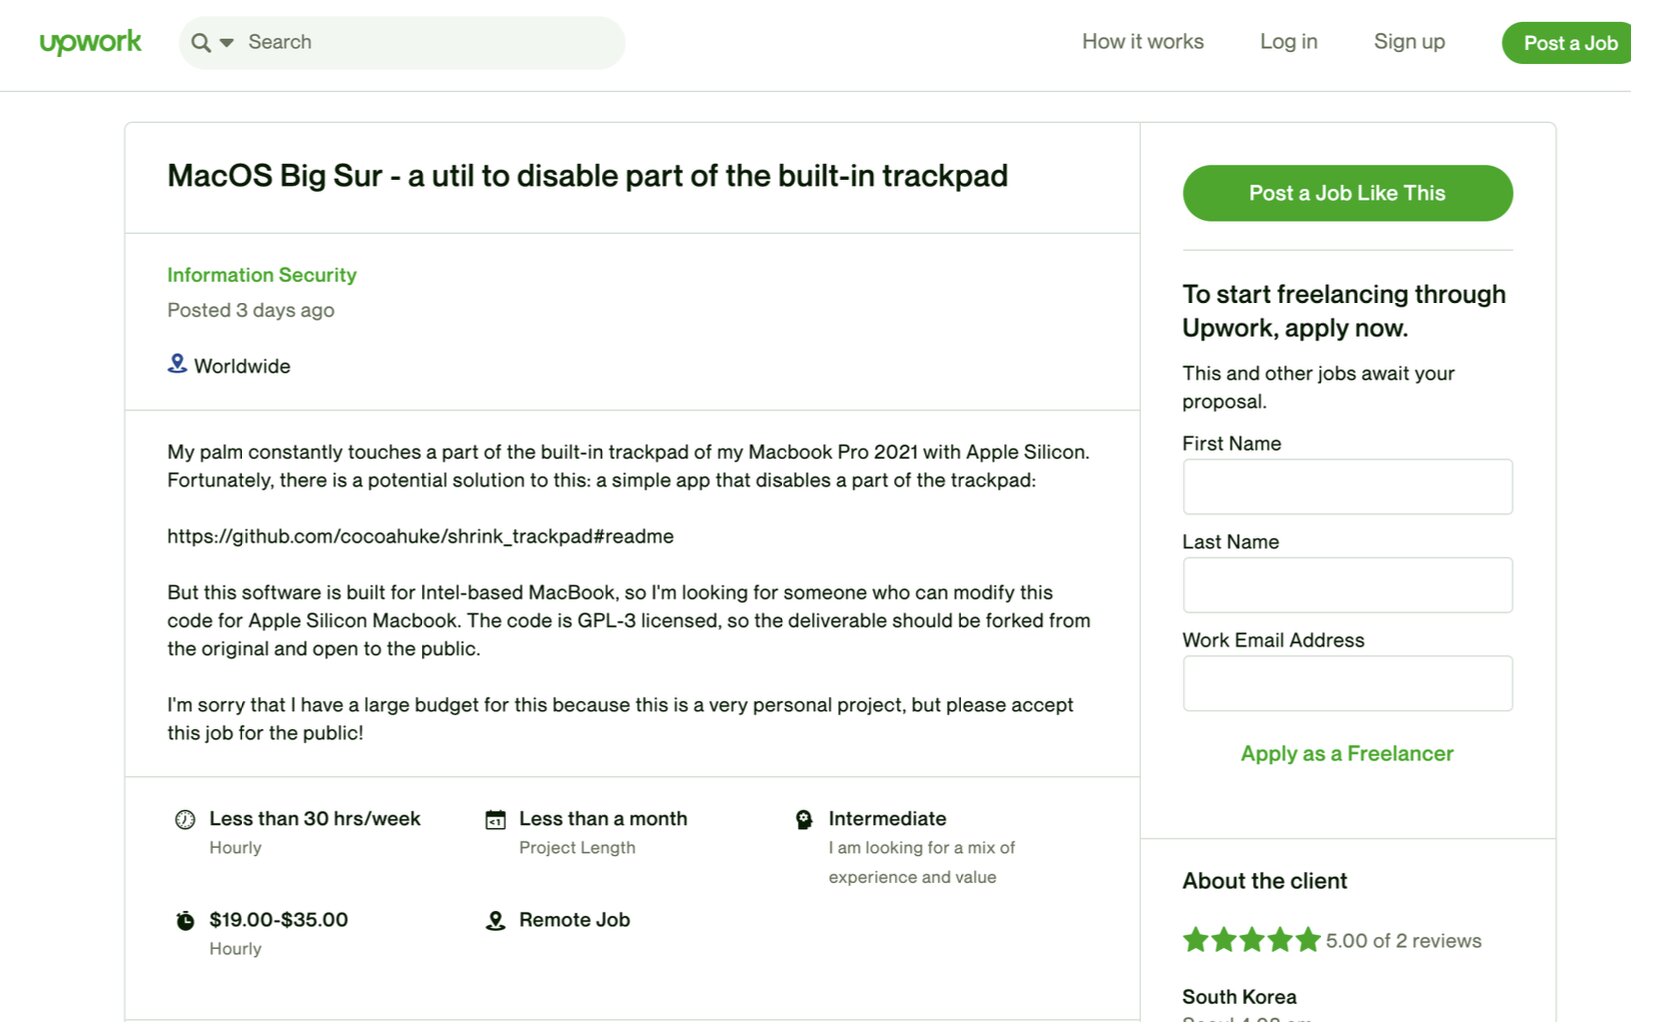 upwork
Search
How it works
Log in
Sign up
Post a Job
MacOS Big Sur - a util to disable part of the built-in trackpad
Information Security
Posted 3 days ago
Worldwide
My palm constantly touches a part of the built-in trackpad of my Macbook Pro 2021 with Apple Silicon.
Fortunately, there is a potential solution to this: a simple app that disables a part of the trackpad:
https://github.com/cocoahuke/shrink_trackpad#readme
But this software is built for Intel-based MacBook, so I'm looking for someone who can modify this
code for Apple Silicon Macbook. The code is GPL-3 licensed, so the deliverable should be forked from
the original and open to the public.
I'm sorry that I have a large budget for this because this is a very personal project, but please accept
this job for the public!
Less than 30 hrs/week
Hourly
<1
Less than a month
Project Length
Intermediate
I am looking for a mix of
experience and value
$19.00-$35.00
Hourly
Remote Job
Post a Job Like This
To start freelancing through
Upwork, apply now.
This and other jobs await your
proposal.
First Name
Last Name
Work Email Address
Apply as a Freelancer
About the client
5.00 of 2 reviews
South Korea